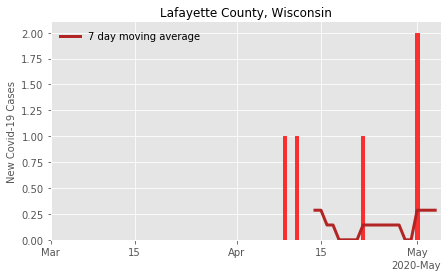 Lafayette County, Wisconsin
7 day moving average
New Covid-19 Cases
2.00
1.75
1.50
1.25
1.00
0.75
0.50
0.25
0.00
Mar
15
Apr
15
May
2020-May